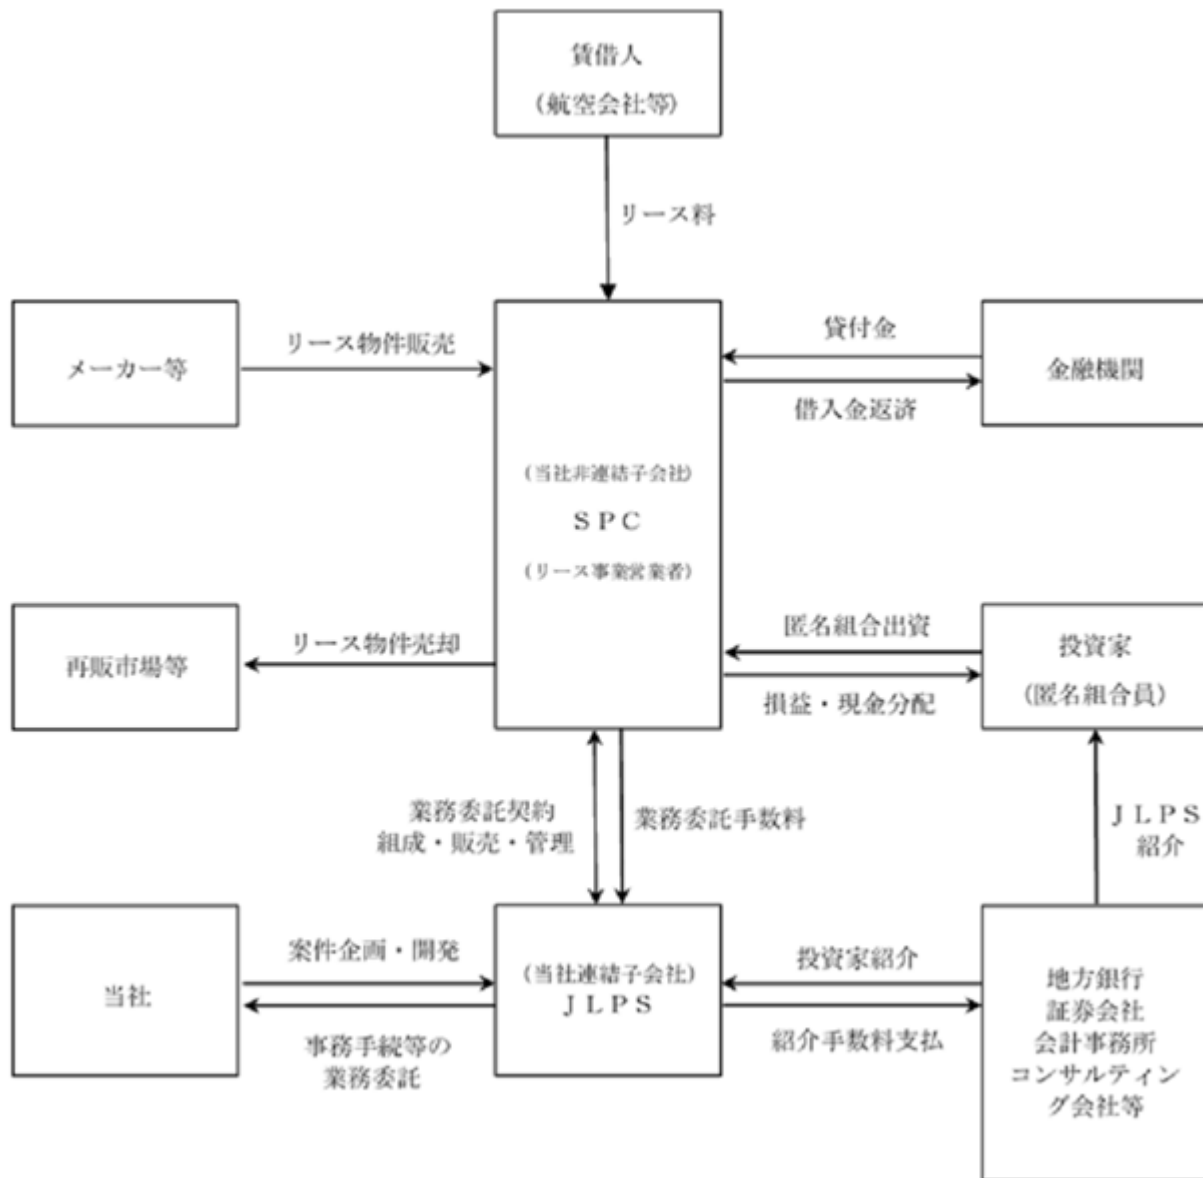 賃借人
（航空会社等）
リース料
メーカー等
リース物件販売
貸付金
金融機関
借入金返済
（当社非連結子会社）
ＳＰＣ
（リース事業営業者）
再販市場等
リース物件売却
匿名組合出資
投資家
（匿名組合員）
損益・現金分配
業務委託契約
組成・販売・管理
業務委託手数料
ＪＬＰＳ
紹介
当社
案件企画・開発
事務手続等の
業務委託
（当社連結子会社）
ＪＬＰＳ
投資家紹介
紹介手数料支払
地方銀行
証券会社
会計事務所
コンサルティン
グ会社等